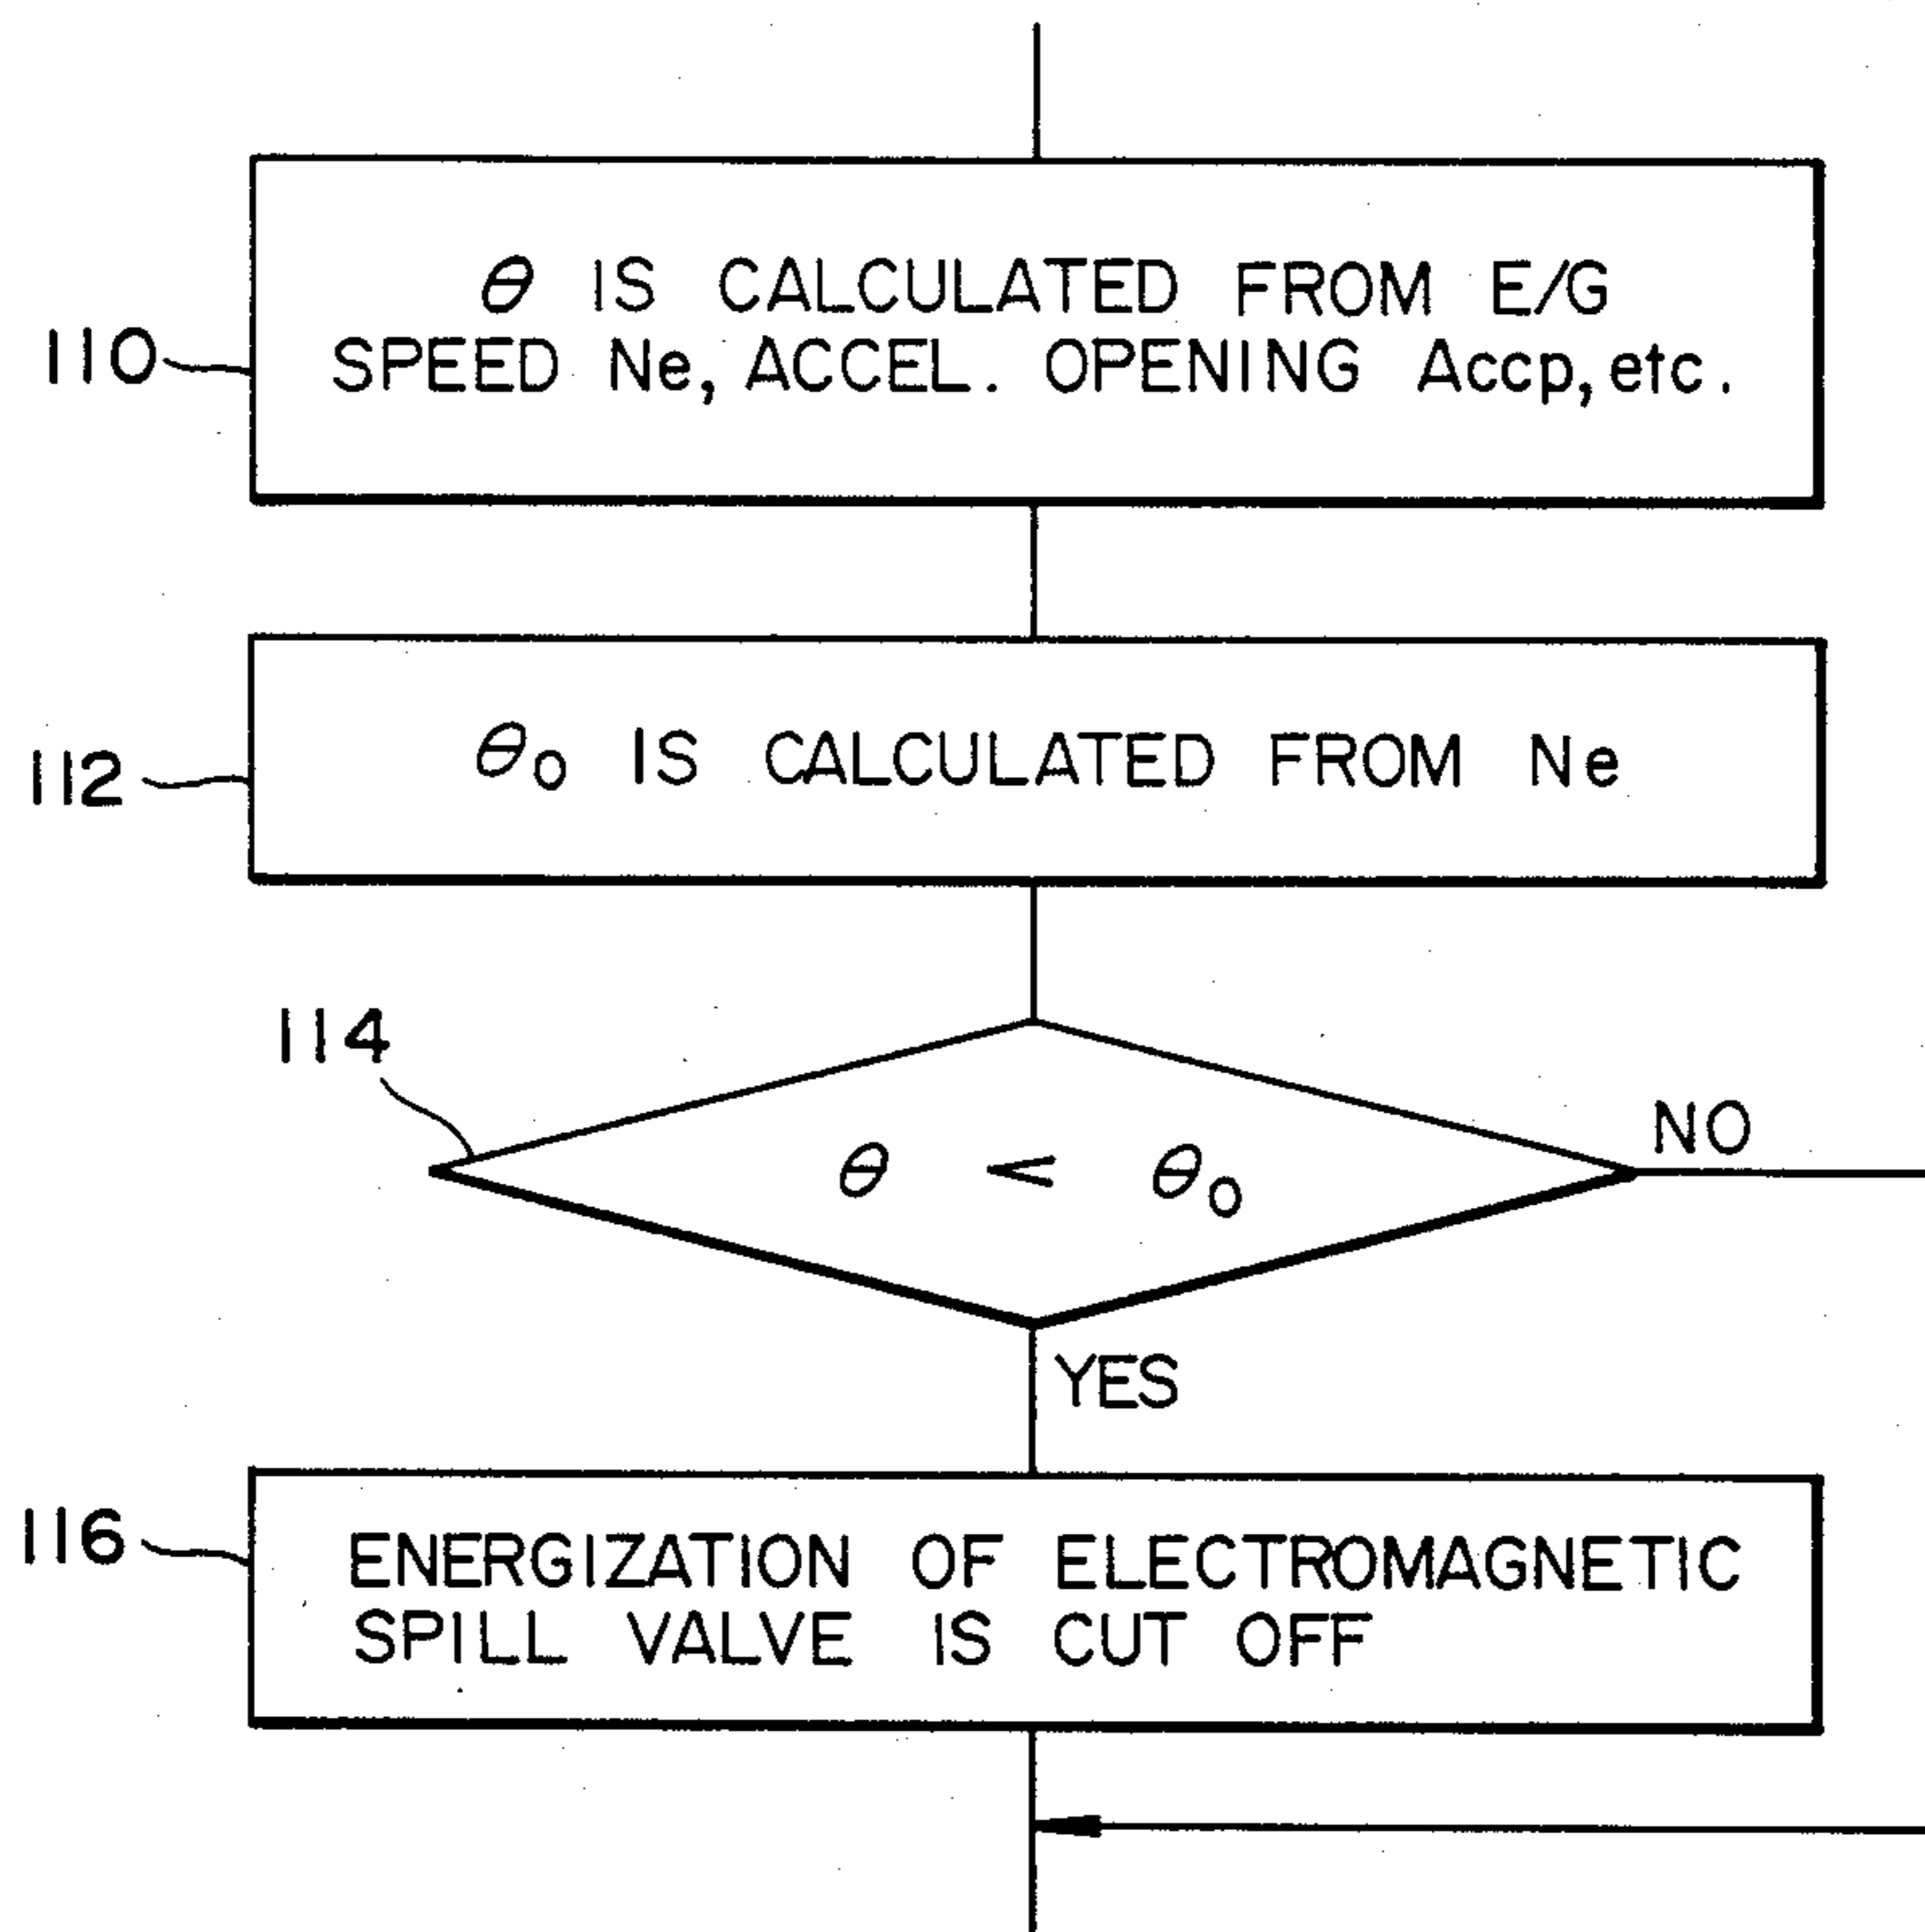 θ IS CALCULATED FROM E/G
110
SPEED Ne, ACCEL. OPENING Accp, etc.
112
θ₀ IS CALCULATED FROM Ne
114
NO
θ < θ₀
YES
116
ENERGIZATION OF ELECTROMAGNETIC
SPILL VALVE IS CUT OFF